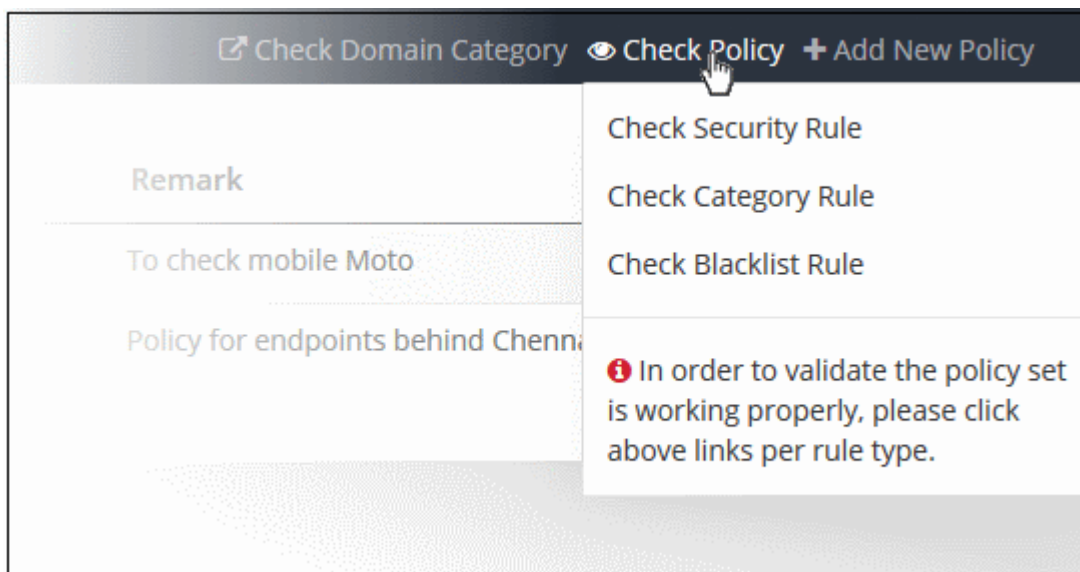 Check Domain Category Check Policy Add New Policy
Check Security Rule
Remark
Check Category Rule
To check mobile Moto
Check Blacklist Rule
Policy for endpoints behind
In order to validate the policy set
is working properly, please click
above links per rule type.